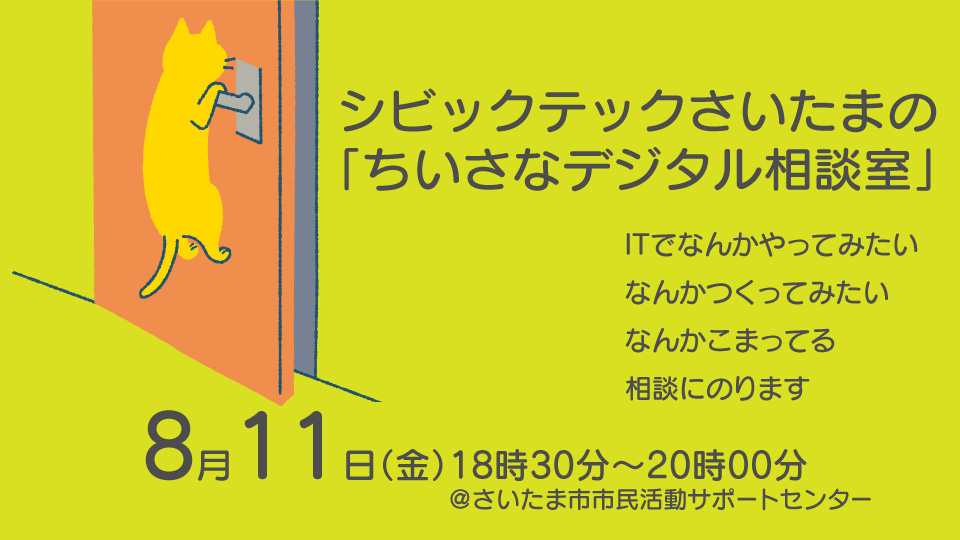 シビックテックさいたまの
「ちいさなデジタル相談室」
ITでなんかやってみたい
なんかつくってみたい
なんかこまってる
相談にのります
8月11日(金)18時30分〜20時00分
@さいたま市市民活動サポートセンター